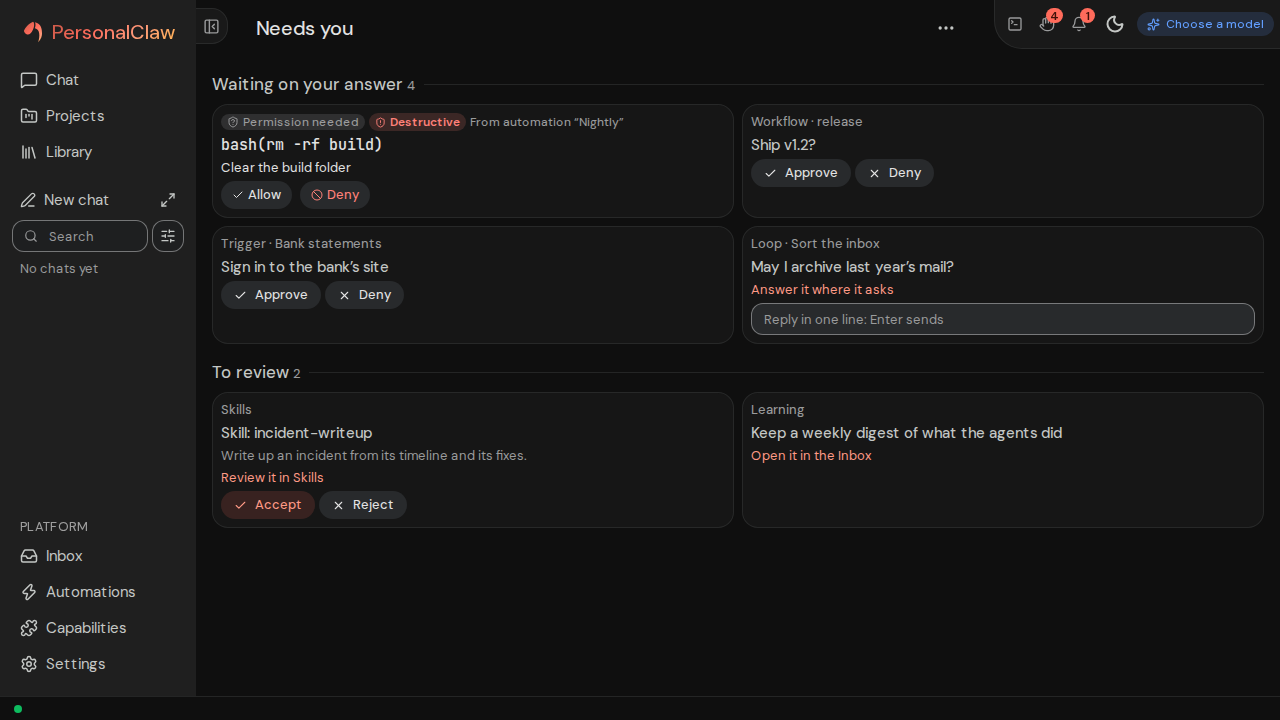 PersonalClaw
Chat
Projects
Library
New chat
Search
No chats yet
PLATFORM
Inbox
Automations
Capabilities
Settings
Needs you
4
1
Choose a model
Waiting on your answer 4
Permission needed Destructive From automation “Nightly”
bash(rm -rf build)
Clear the build folder
Allow Deny
Workflow · release
Ship v1.2?
Approve Deny
Trigger · Bank statements
Sign in to the bank’s site
Approve Deny
Loop · Sort the inbox
May I archive last year’s mail?
Answer it where it asks
Reply in one line: Enter sends
To review 2
Skills
Skill: incident-writeup
Write up an incident from its timeline and its fixes.
Review it in Skills
Accept Reject
Learning
Keep a weekly digest of what the agents did
Open it in the Inbox